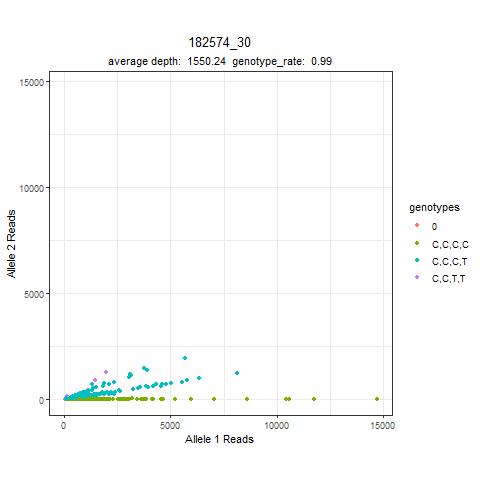 182574_30
average depth:  1550.24  genotype_rate:  0.99
15000
10000
5000
0
Allele 2 Reads
0
5000
10000
15000
Allele 1 Reads
genotypes
0
C,C,C,C
C,C,C,T
C,C,T,T